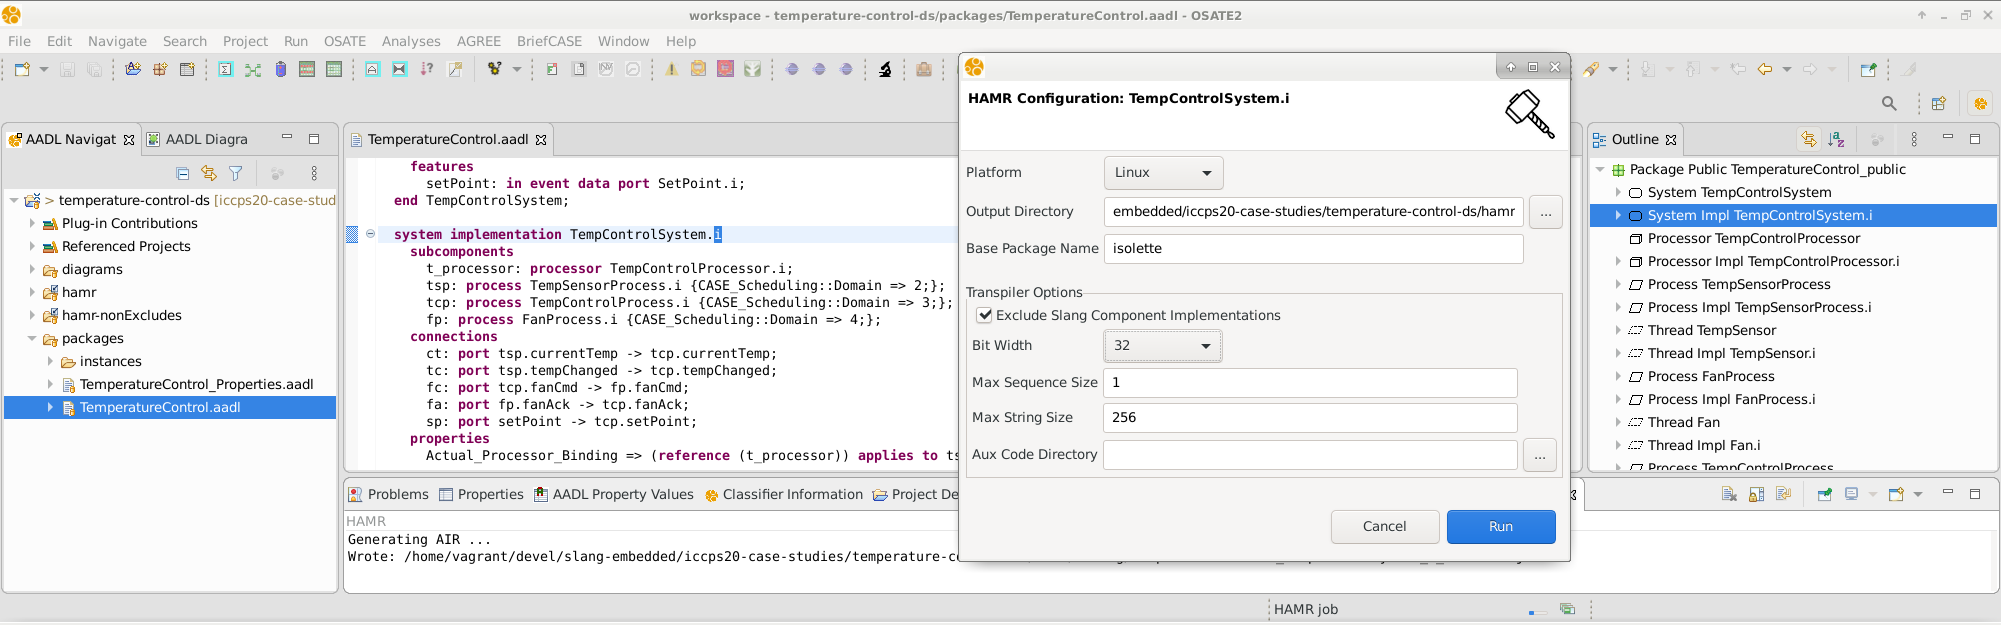 workspace - temperature-control-ds/packages/TemperatureControl.aadl - OSATE2
File Edit Navigate Search Project Run OSATE Analyses AGREE BriefCASE Window Help
AADL Navigat
AADL Diagra
> temperature-control-ds [iccps20-case-stud
Plug-in Contributions
Referenced Projects
diagrams
hamr
hamr-nonExcludes
packages
instances
TemperatureControl_Properties.aadl
TemperatureControl.aadl
TemperatureControl.aadl
features
setPoint: in event data port SetPoint.i;
end TempControlSystem;
system implementation TempControlSystem.i
subcomponents
t_processor: processor TempControlProcessor.i;
tsp: process TempSensorProcess.i {CASE_Scheduling::Domain => 2;};
tcp: process TempControlProcess.i {CASE_Scheduling::Domain => 3;};
fp: process FanProcess.i {CASE_Scheduling::Domain => 4;};
connections
ct: port tsp.currentTemp -> tcp.currentTemp;
tc: port tsp.tempChanged -> tcp.tempChanged;
fc: port tcp.fanCmd -> fp.fanCmd;
fa: port fp.fanAck -> tcp.fanAck;
sp: port setPoint -> tcp.setPoint;
properties
Actual_Processor_Binding => (reference (t_processor)) applies to ts
Problems Properties AADL Property Values Classifier Information Project De
HAMR
Generating AIR ...
Wrote: /home/vagrant/devel/slang-embedded/iccps20-case-studies/temperature-c
HAMR Configuration: TempControlSystem.i
Platform Linux
Output Directory embedded/iccps20-case-studies/temperature-control-ds/hamr ...
Base Package Name isolette
Transpiler Options
Exclude Slang Component Implementations
Bit Width 32
Max Sequence Size 1
Max String Size 256
Aux Code Directory ...
Cancel Run
Outline
Package Public TemperatureControl_public
System TempControlSystem
System Impl TempControlSystem.i
Processor TempControlProcessor
Processor Impl TempControlProcessor.i
Process TempSensorProcess
Process Impl TempSensorProcess.i
Thread TempSensor
Thread Impl TempSensor.i
Process FanProcess
Process Impl FanProcess.i
Thread Fan
Thread Impl Fan.i
Process TempControlProcess
HAMR job